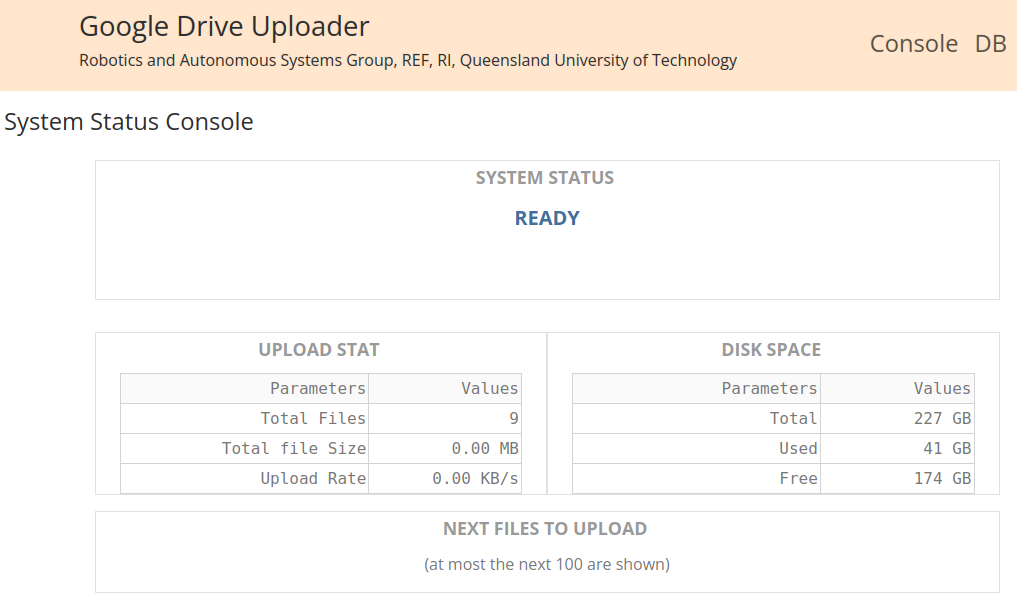 Google Drive Uploader
Robotics and Autonomous Systems Group, REF, RI, Queensland University of Technology
Console DB
System Status Console
SYSTEM STATUS
READY
UPLOAD STAT
Parameters Values
Total Files 9
Total file Size 0.00 MB
Upload Rate 0.00 KB/s
DISK SPACE
Parameters Values
Total 227 GB
Used 41 GB
Free 174 GB
NEXT FILES TO UPLOAD
(at most the next 100 are shown)